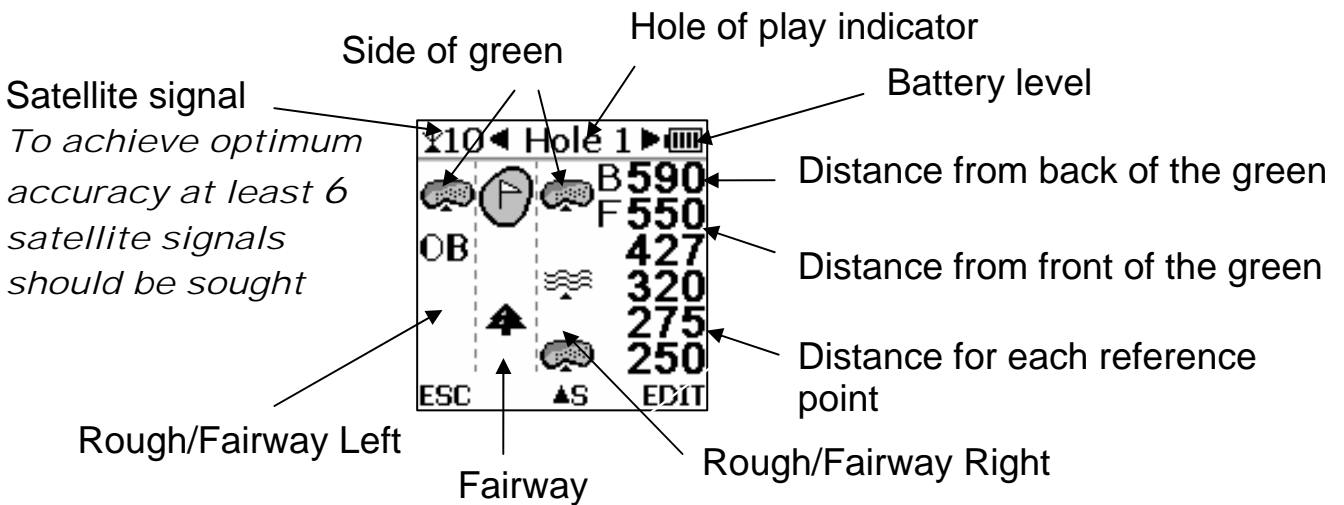 Side of green
Hole of play indicator
Satellite signal
Battery level
To achieve optimum
accuracy at least 6
satellite signals
should be sought
10 Hole 1
B 590
F 550
OB 427
320
275
250
ESC S EDIT
Distance from back of the green
Distance from front of the green
Distance for each reference
point
Rough/Fairway Left
Fairway
Rough/Fairway Right